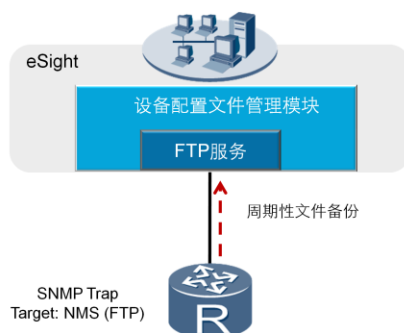 eSight
设备配置文件管理模块
FTP服务
周期性文件备份
SNMP Trap
Target: NMS (FTP)
R